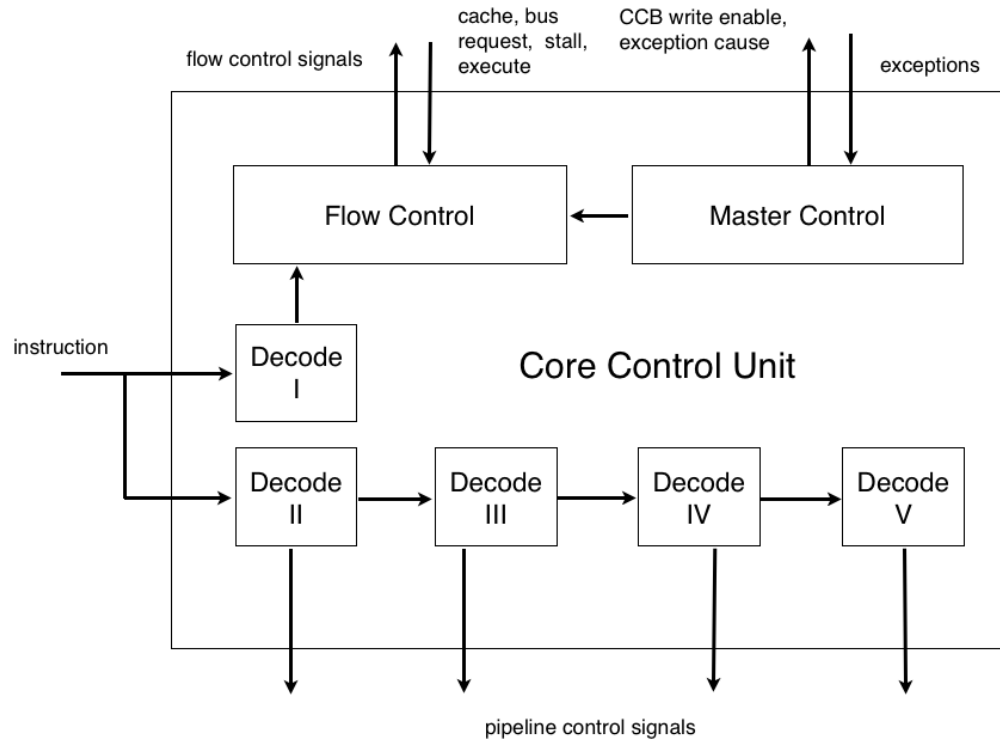 cache, bus
request, stall,
execute
flow control signals
CCB write enable,
exception cause
exceptions
Flow Control
Master Control
instruction
Decode
I
Core Control Unit
Decode
II
Decode
III
Decode
IV
Decode
V
pipeline control signals